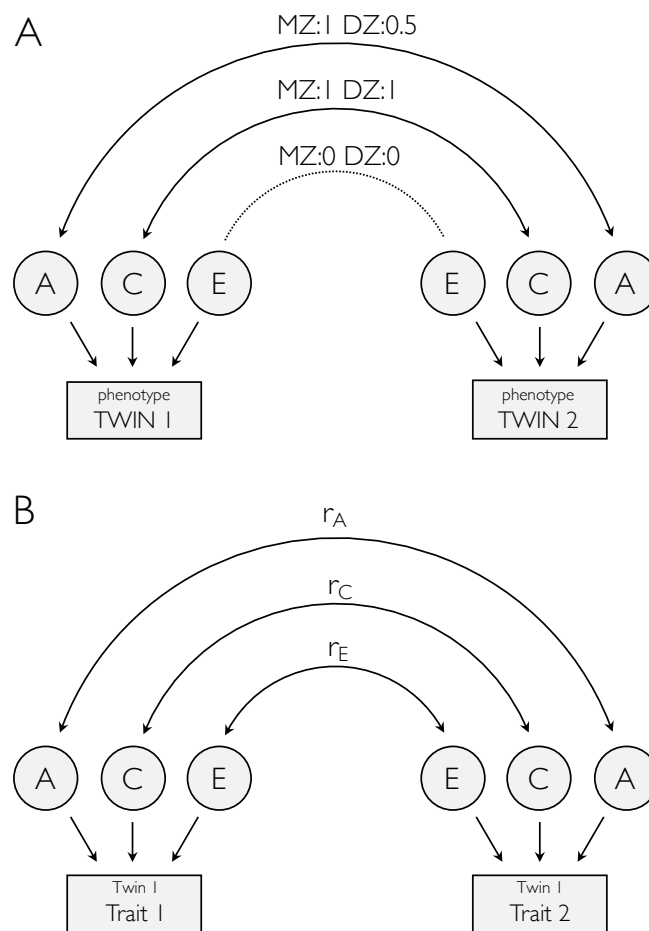 A
MZ:1 DZ:0.5
MZ:1 DZ:1
MZ:0 DZ:0
A C E E C A
phenotype phenotype
TWIN 1 TWIN 2
B
rA
rC
rE
A C E E C A
Twin 1 Twin 1
Trait 1 Trait 2